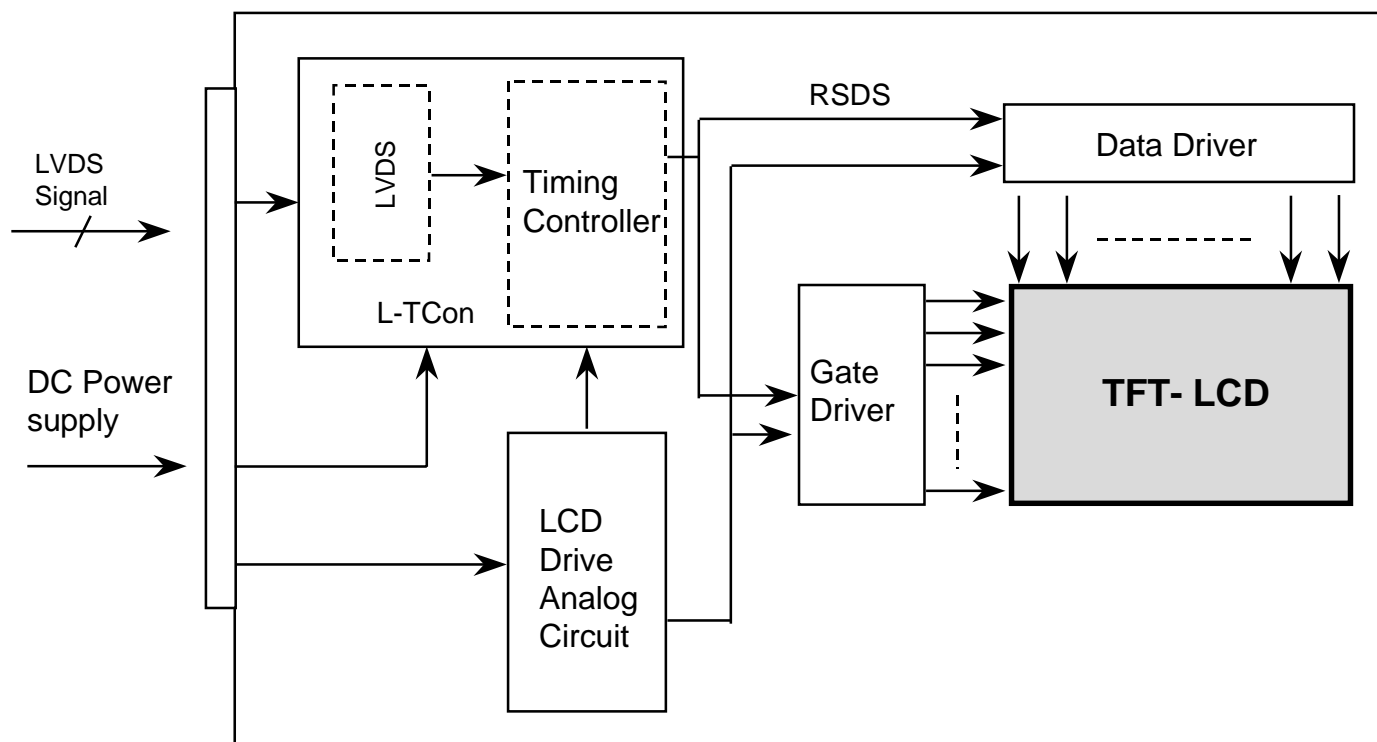 RSDS
Data Driver
LVDS
Signal
LVDS
Timing
Controller
L-TCon
Gate
Driver
TFT- LCD
DC Power
supply
LCD
Drive
Analog
Circuit